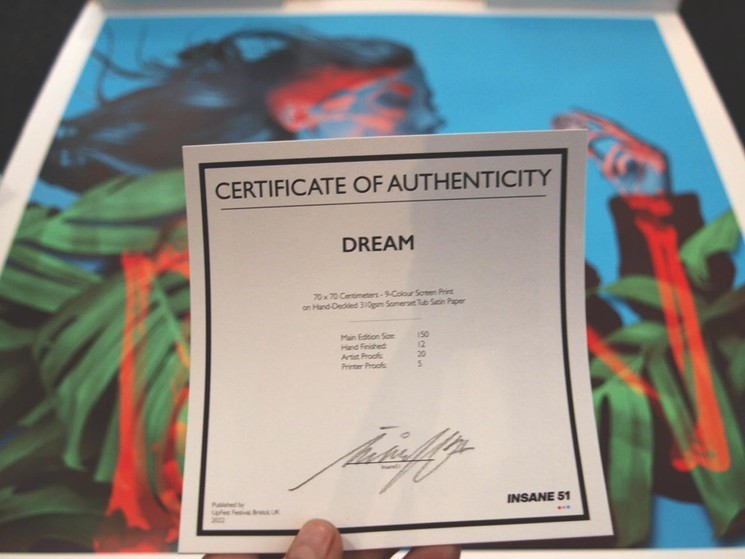 CERTIFICATE OF AUTHENTICITY
DREAM
70 x 70 Centimeters - 9-Colour Screen Print
on Hand-Deckled 310gsm Somerset Tub Satin Paper
Main Edition Size: 150
Hand Finished: 12
Artist Proofs: 20
Printer Proofs: 5
Insane51
Published by
UpFest Festival, Bristol, UK
2022
INSANE 51